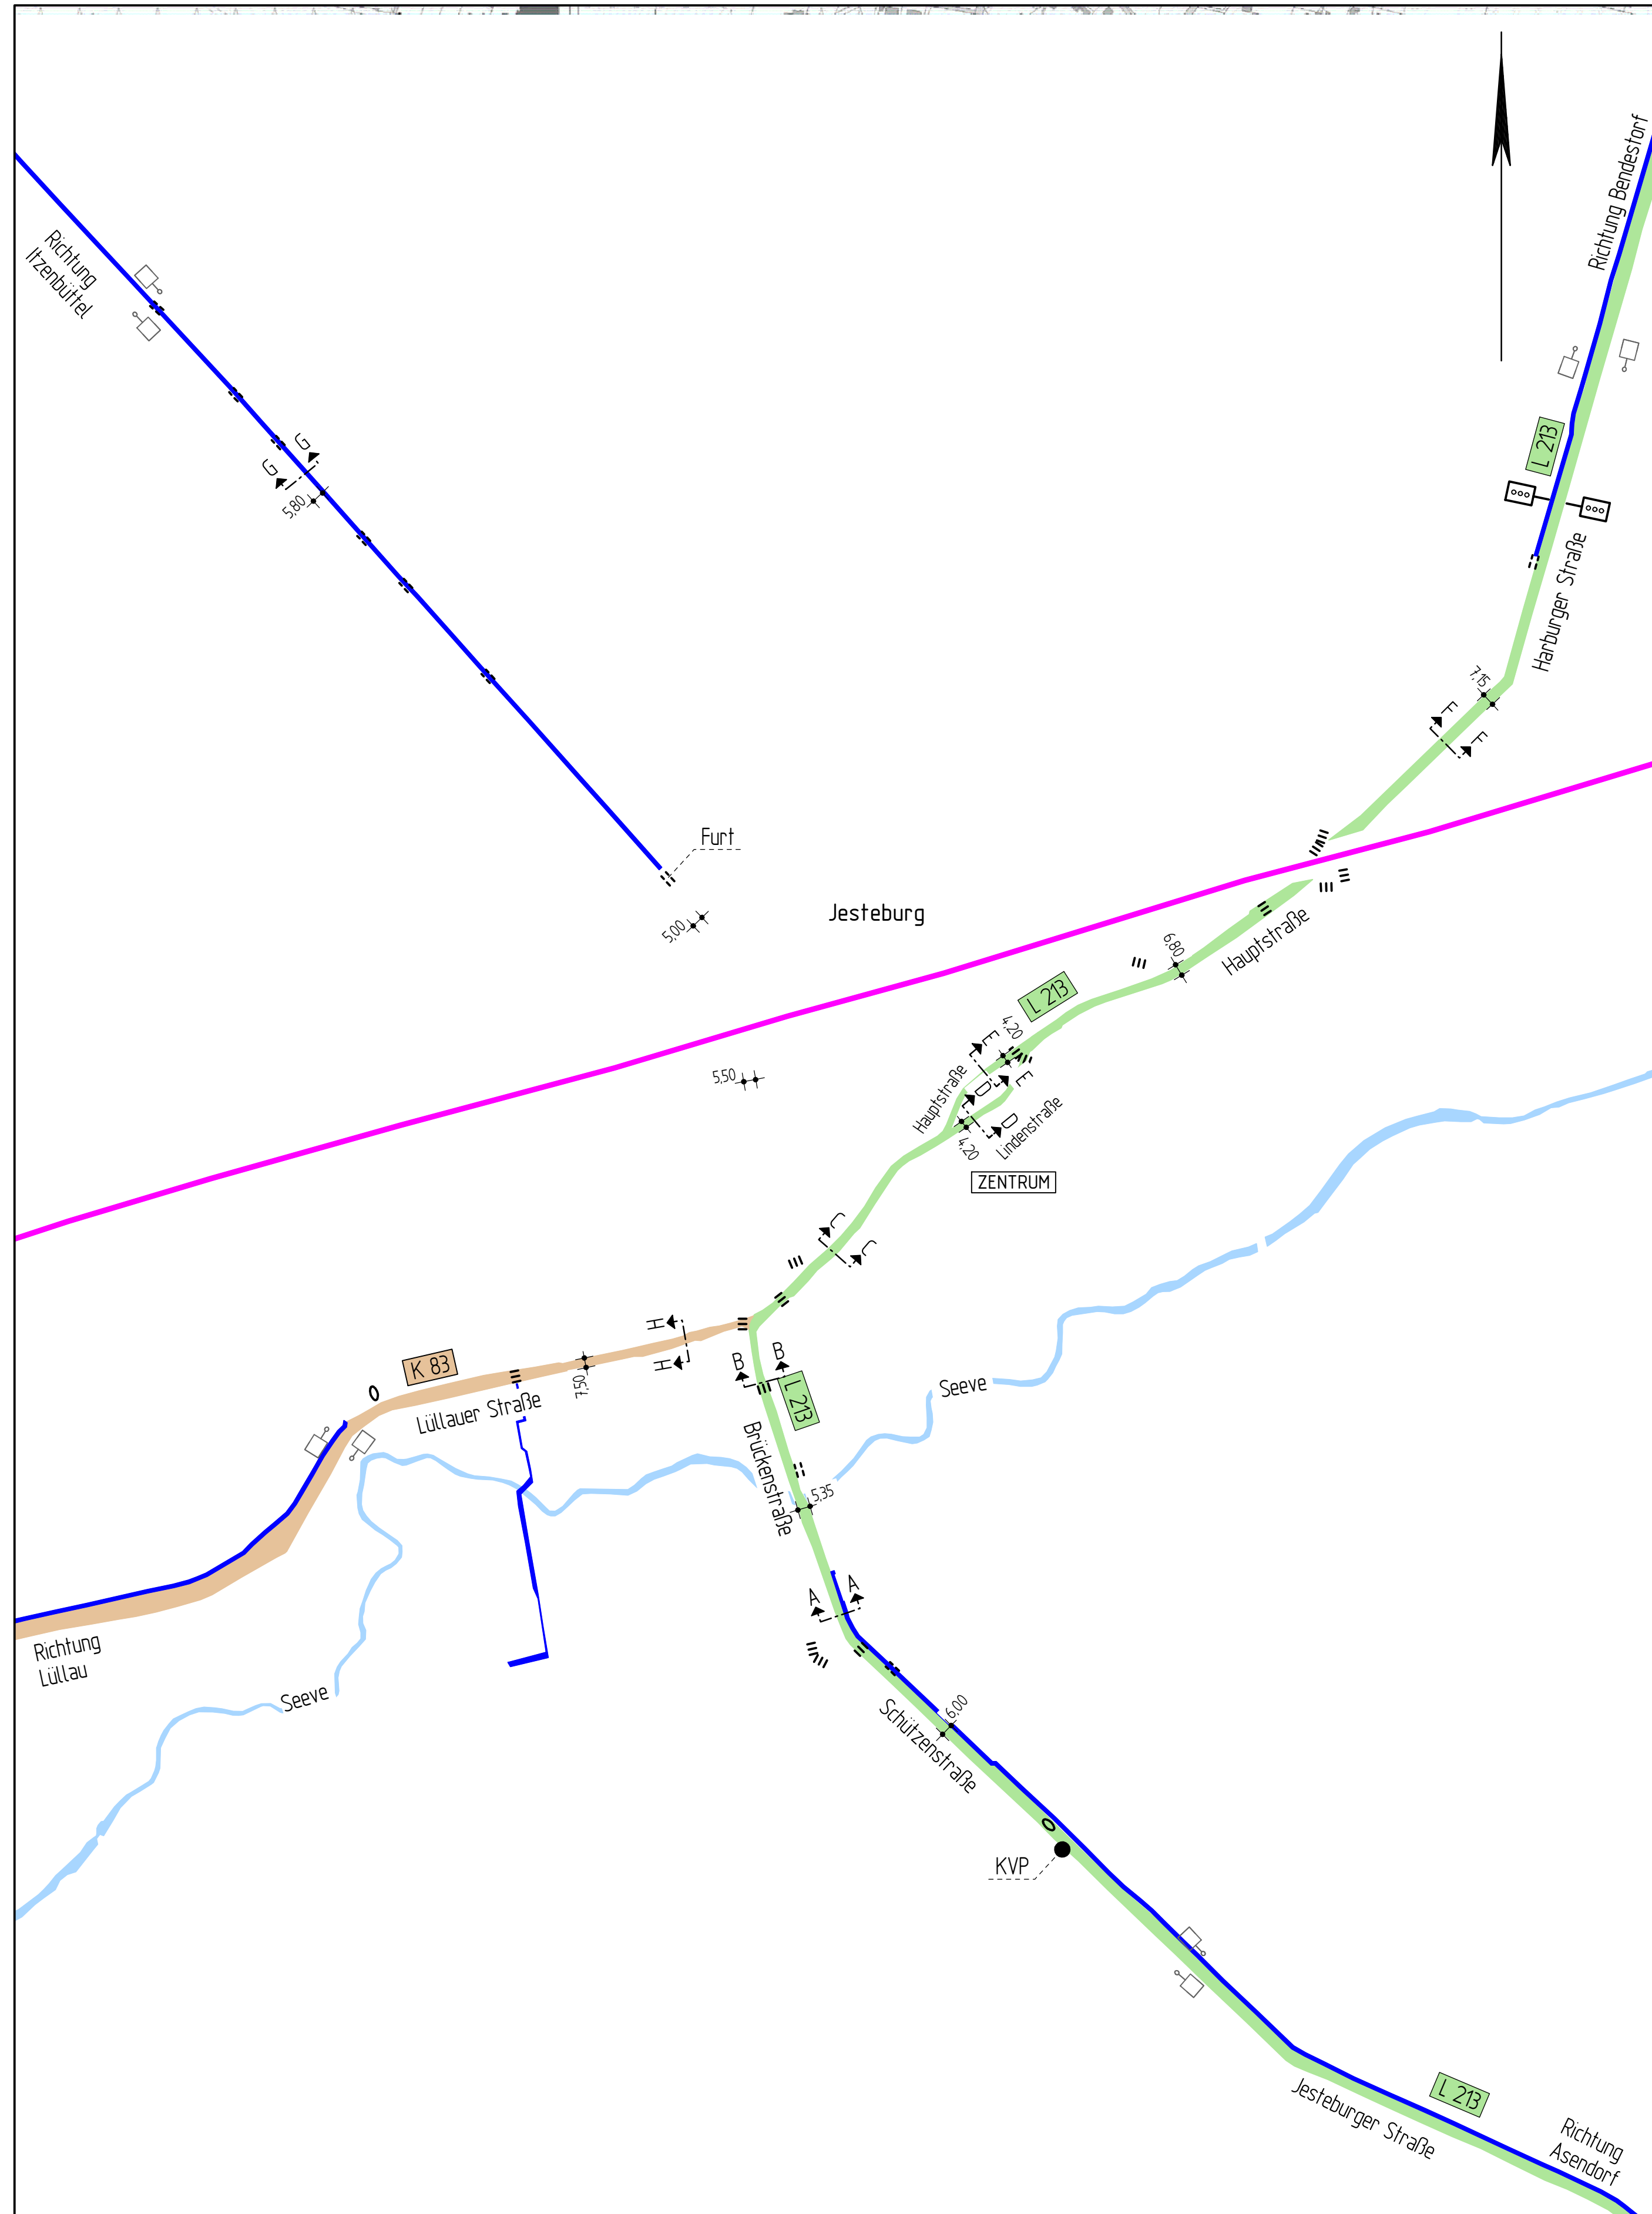 Richtung Bendestorf
Richtung
Itzenbüttel
L 213
G
G
5,80
Harburger Straße
7,15
F
F
Furt
Jesteburg
5,00
Hauptstraße
6,80
L 213
4,20
E
E
5,50
Hauptstraße
D
D
Lindenstraße
4,20
ZENTRUM
C
C
H
H
B
B
K 83
7,50
L 213
Lüllauer Straße
Seeve
Brückenstraße
5,35
A
A
Richtung
Lüllau
Seeve
6,00
Schützenstraße
KVP
L 213
Jesteburger Straße
Richtung
Asendorf